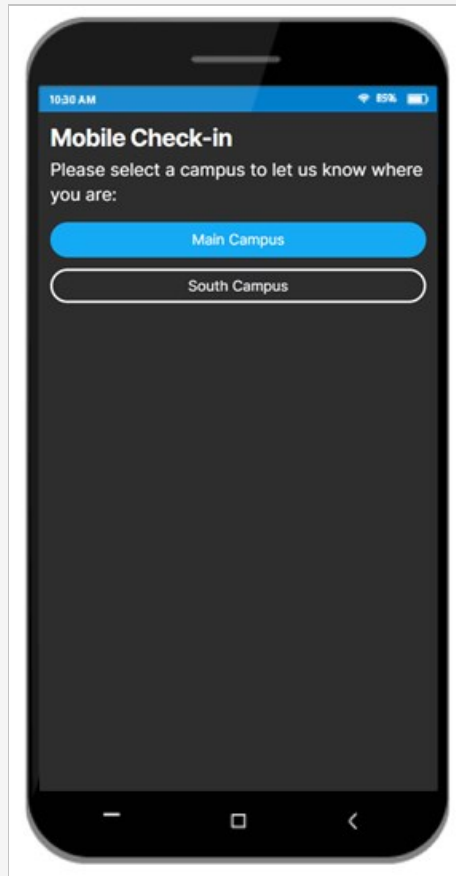 10:30 AM 85%
Mobile Check-in
Please select a campus to let us know where
you are:
Main Campus
South Campus